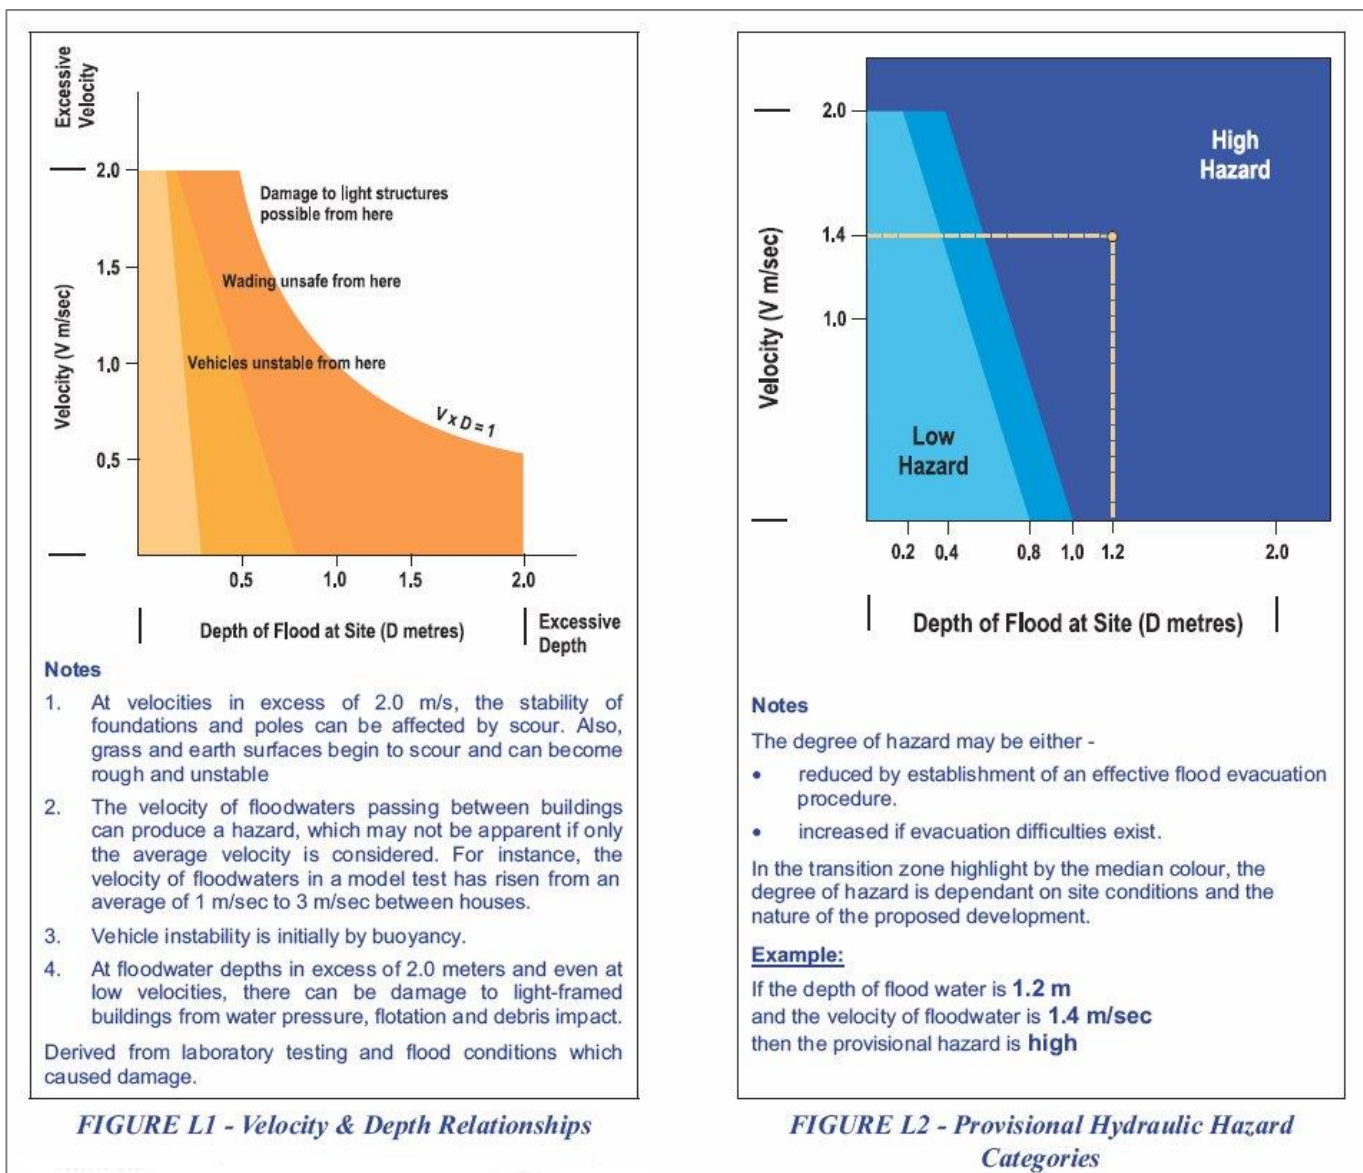 Excessive
Velocity
2.0
Damage to light structures
possible from here
1.5
Wading unsafe from here
Velocity (V m/sec)
1.0
Vehicles unstable from here
V x D = 1
0.5
0.5 1.0 1.5 2.0
Depth of Flood at Site (D metres)
Excessive
Depth
Notes
1. At velocities in excess of 2.0 m/s, the stability of
foundations and poles can be affected by scour. Also,
grass and earth surfaces begin to scour and can become
rough and unstable
2. The velocity of floodwaters passing between buildings
can produce a hazard, which may not be apparent if only
the average velocity is considered. For instance, the
velocity of floodwaters in a model test has risen from an
average of 1 m/sec to 3 m/sec between houses.
3. Vehicle instability is initially by buoyancy.
4. At floodwater depths in excess of 2.0 meters and even at
low velocities, there can be damage to light-framed
buildings from water pressure, flotation and debris impact.
Derived from laboratory testing and flood conditions which
caused damage.
FIGURE L1 - Velocity & Depth Relationships
2.0
High
Hazard
1.4
Velocity (V m/sec)
1.0
Low
Hazard
0.2 0.4 0.8 1.0 1.2 2.0
Depth of Flood at Site (D metres)
Notes
The degree of hazard may be either -
• reduced by establishment of an effective flood evacuation
procedure.
• increased if evacuation difficulties exist.
In the transition zone highlight by the median colour, the
degree of hazard is dependant on site conditions and the
nature of the proposed development.
Example:
If the depth of flood water is 1.2 m
and the velocity of floodwater is 1.4 m/sec
then the provisional hazard is high
FIGURE L2 - Provisional Hydraulic Hazard
Categories